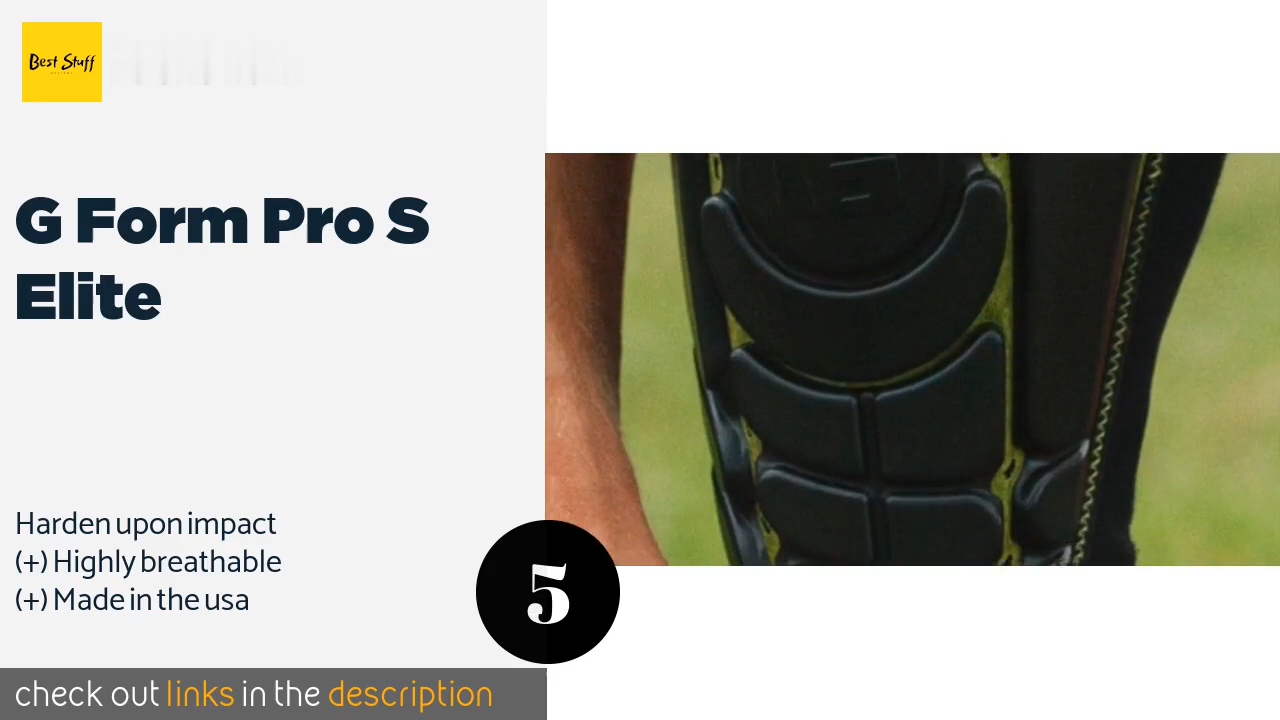 Best Stuff
G Form Pro S
Elite
Harden upon impact
(+) Highly breathable
(+) Made in the usa
5
check out links in the description